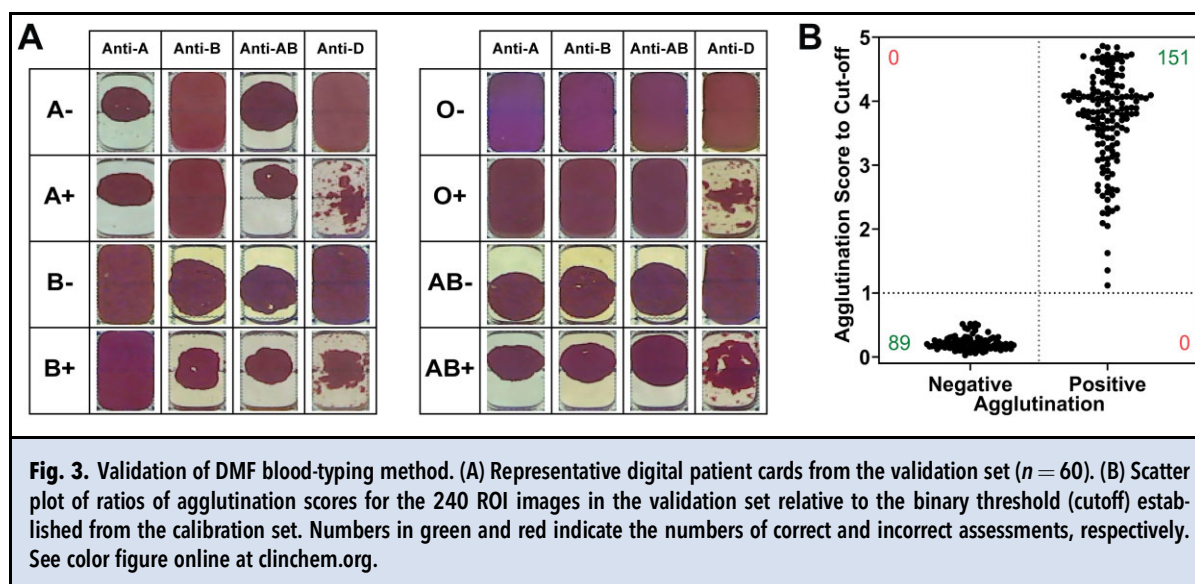 A
Anti-A Anti-B Anti-AB Anti-D
A-
A+
B-
B+
Anti-A Anti-B Anti-AB Anti-D
O-
O+
AB-
AB+
B
Agglutination Score to Cut-off
5
4
3
2
1
0
0 151
89 0
Negative Positive
Agglutination
Fig. 3. Validation of DMF blood-typing method. (A) Representative digital patient cards from the validation set (n = 60). (B) Scatter
plot of ratios of agglutination scores for the 240 ROI images in the validation set relative to the binary threshold (cutoff) estab-
lished from the calibration set. Numbers in green and red indicate the numbers of correct and incorrect assessments, respectively.
See color figure online at clinchem.org.